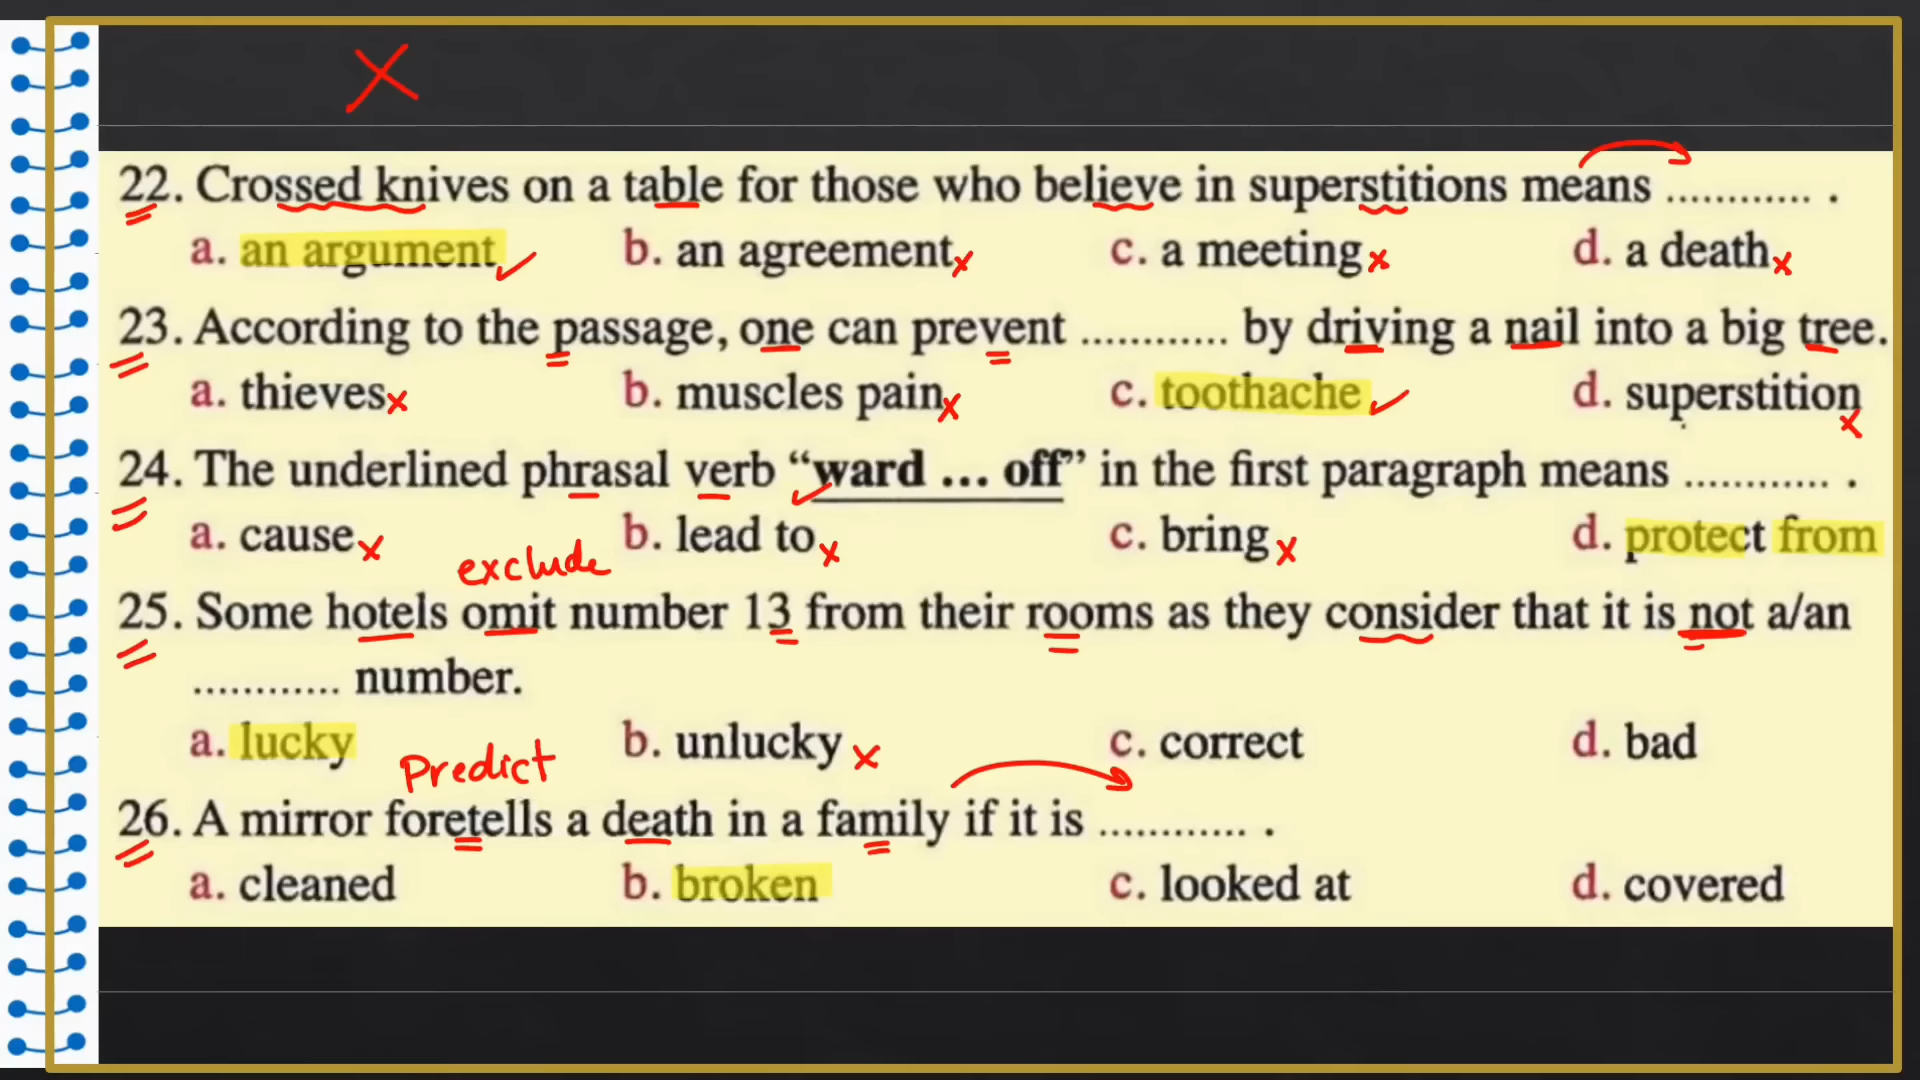 22. Crossed knives on a table for those who believe in superstitions means ............ .
a. an argument b. an agreement c. a meeting d. a death
23. According to the passage, one can prevent ............ by driving a nail into a big tree.
a. thieves b. muscles pain c. toothache d. superstition
24. The underlined phrasal verb “ward ... off” in the first paragraph means ............ .
a. cause b. lead to c. bring d. protect from
exclude
25. Some hotels omit number 13 from their rooms as they consider that it is not a/an
............ number.
a. lucky b. unlucky c. correct d. bad
Predict
26. A mirror foretells a death in a family if it is ............ .
a. cleaned b. broken c. looked at d. covered